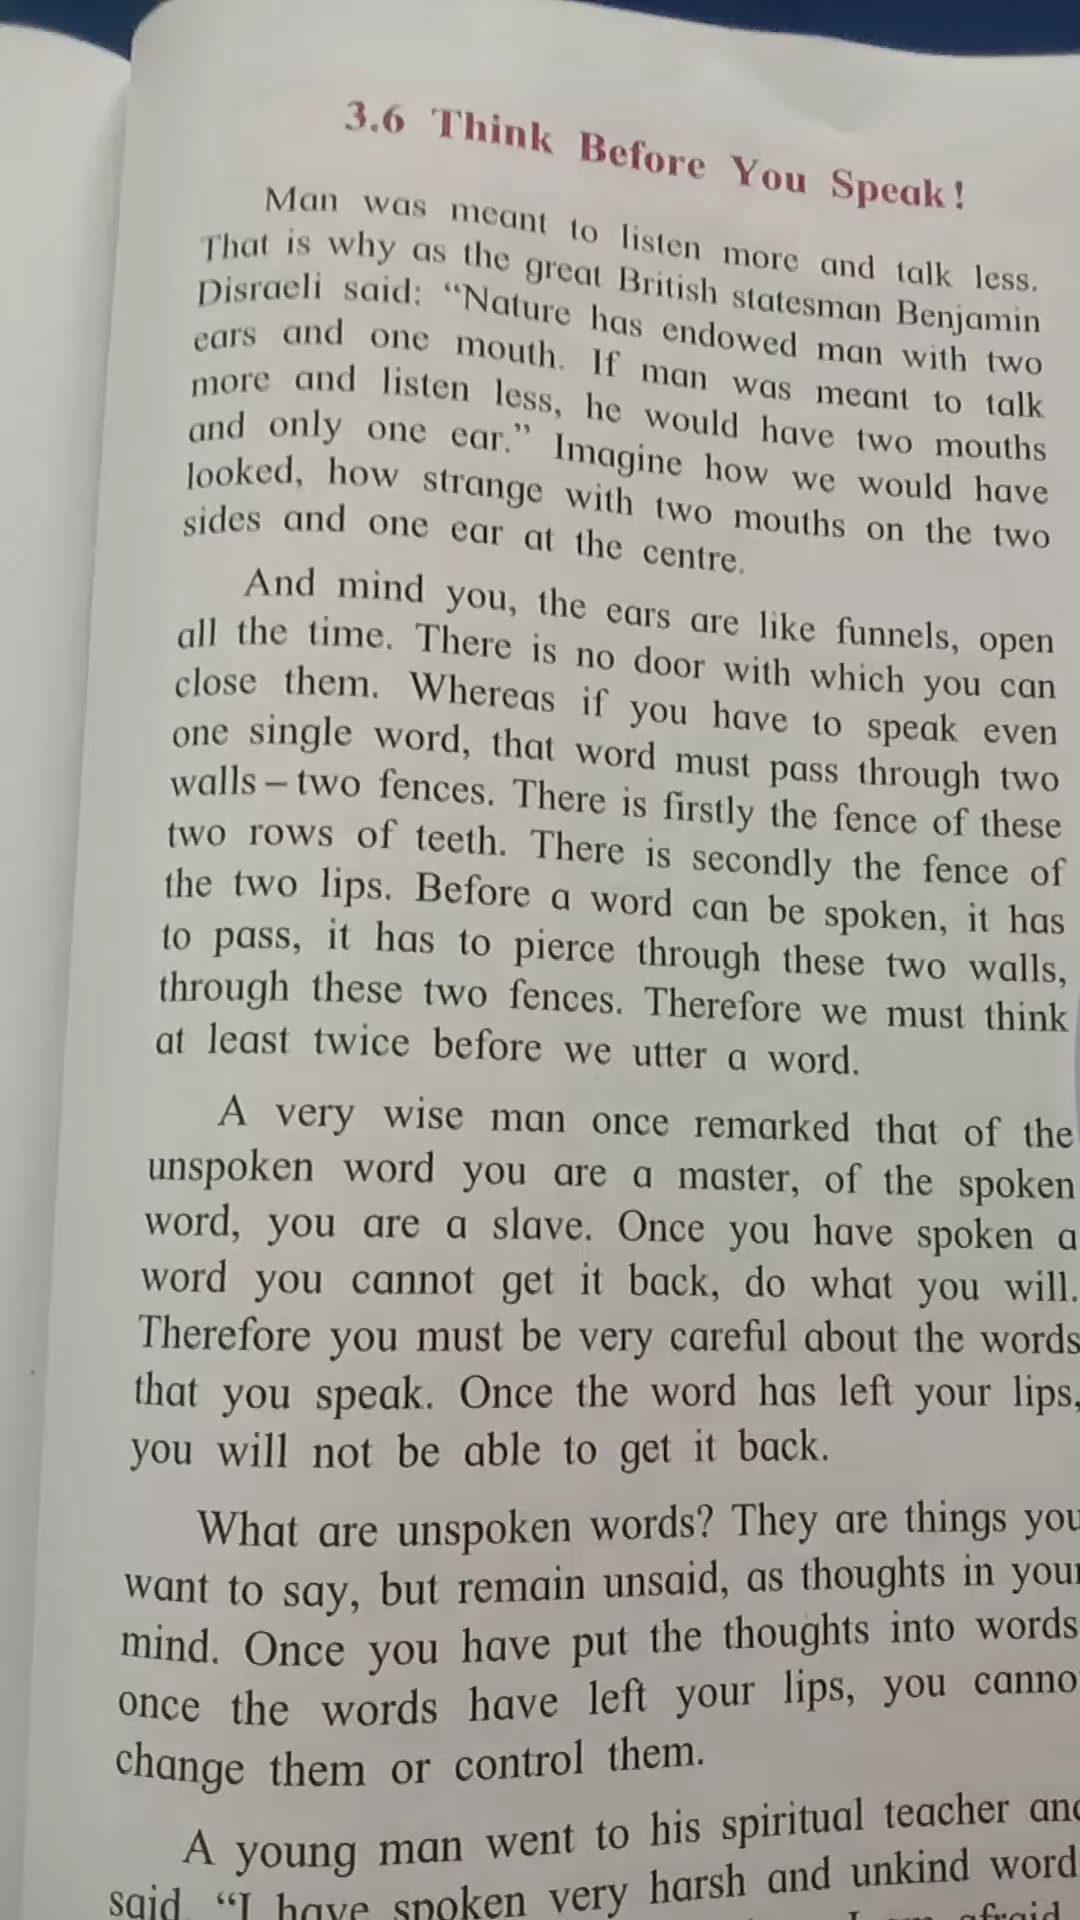 3.6 Think Before You Speak!
Man was meant to listen more and talk less.
That is why as the great British statesman Benjamin
Disraeli said: “Nature has endowed man with two
ears and one mouth. If man was meant to talk
more and listen less, he would have two mouths
and only one ear.” Imagine how we would have
looked, how strange with two mouths on the two
sides and one ear at the centre.
And mind you, the ears are like funnels, open
all the time. There is no door with which you can
close them. Whereas if you have to speak even
one single word, that word must pass through two
walls – two fences. There is firstly the fence of these
two rows of teeth. There is secondly the fence of
the two lips. Before a word can be spoken, it has
to pass, it has to pierce through these two walls,
through these two fences. Therefore we must think
at least twice before we utter a word.
A very wise man once remarked that of the
unspoken word you are a master, of the spoken
word, you are a slave. Once you have spoken a
word you cannot get it back, do what you will.
Therefore you must be very careful about the words
that you speak. Once the word has left your lips,
you will not be able to get it back.
What are unspoken words? They are things you
want to say, but remain unsaid, as thoughts in your
mind. Once you have put the thoughts into words
once the words have left your lips, you canno
change them or control them.
A young man went to his spiritual teacher and
said, “I have spoken very harsh and unkind word
afraid